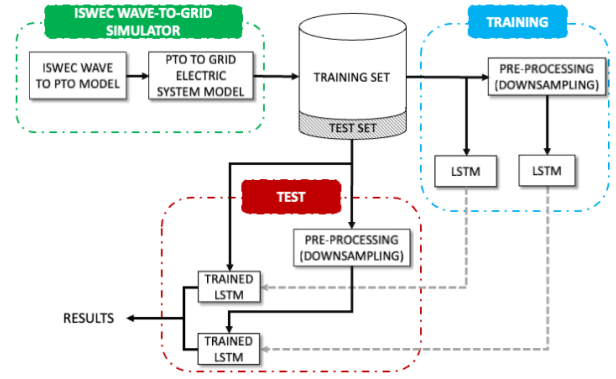 ISWEC WAVE-TO-GRID
SIMULATOR
ISWEC WAVE
TO PTO MODEL
PTO TO GRID
ELECTRIC
SYSTEM MODEL
TRAINING SET
TEST SET
TRAINING
PRE-PROCESSING
(DOWNSAMPLING)
LSTM
LSTM
TEST
PRE-PROCESSING
(DOWNSAMPLING)
TRAINED
LSTM
RESULTS
TRAINED
LSTM